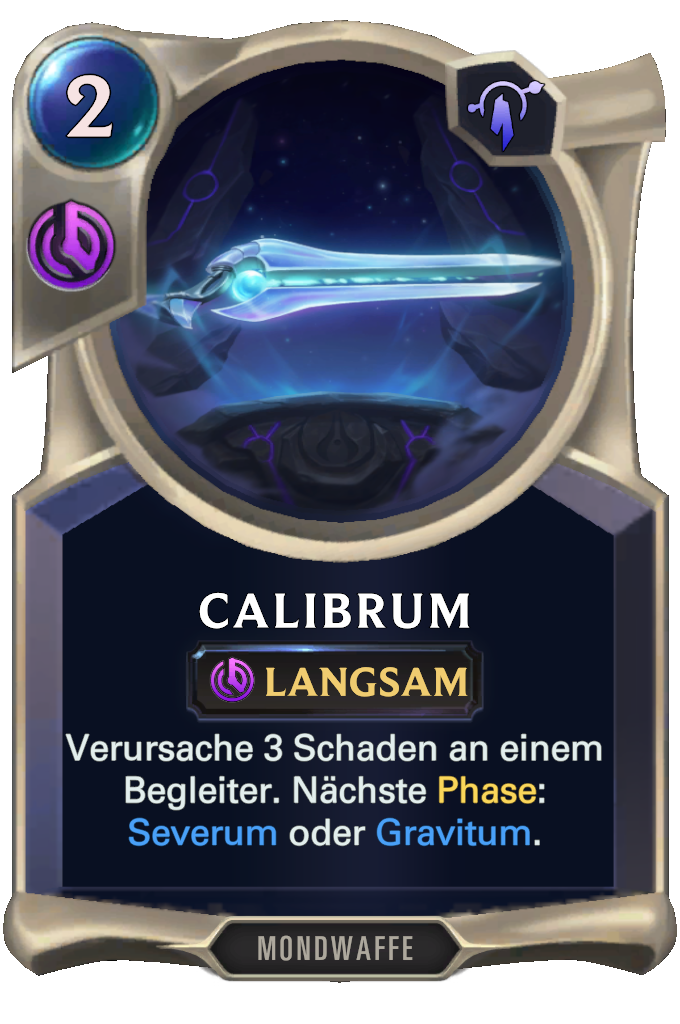 2
CALIBRUM
LANGSAM
Verursache 3 Schaden an einem
Begleiter. Nächste Phase:
Severum oder Gravitum.
MONDWAFFE